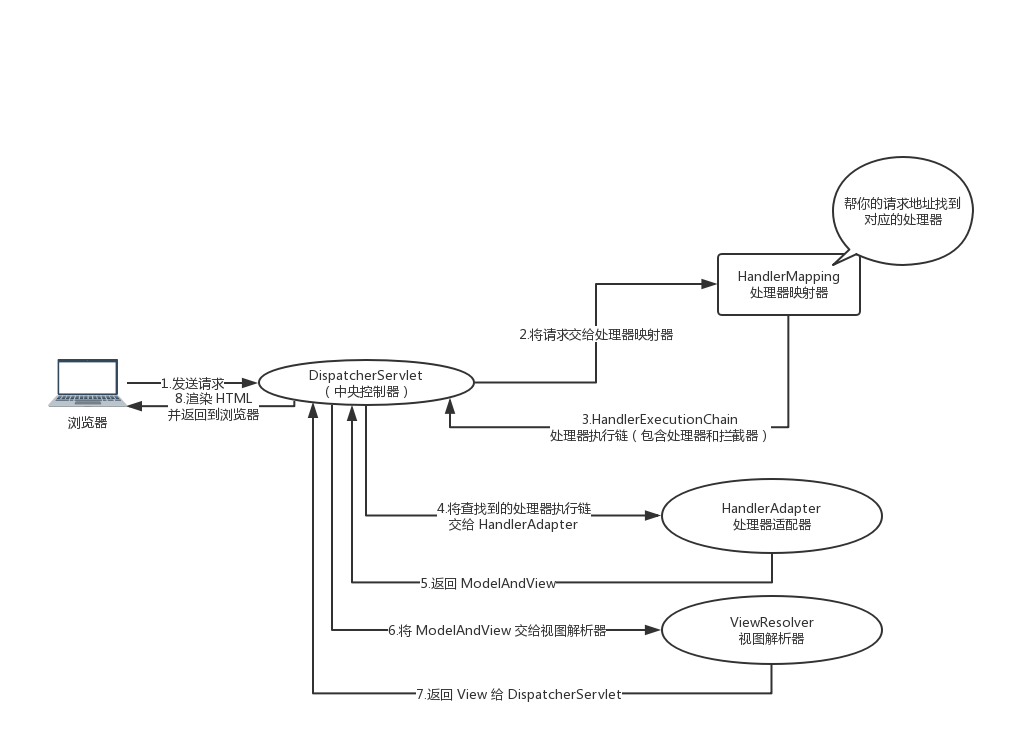 帮你的请求地址找到
对应的处理器
HandlerMapping
处理器映射器
2.将请求交给处理器映射器
1.发送请求
8.渲染 HTML
并返回到浏览器
浏览器
DispatcherServlet
（中央控制器）
3.HandlerExecutionChain
处理器执行链（包含处理器和拦截器）
4.将查找到的处理器执行链
交给 HandlerAdapter
HandlerAdapter
处理器适配器
5.返回 ModelAndView
6.将 ModelAndView 交给视图解析器
ViewResolver
视图解析器
7.返回 View 给 DispatcherServlet